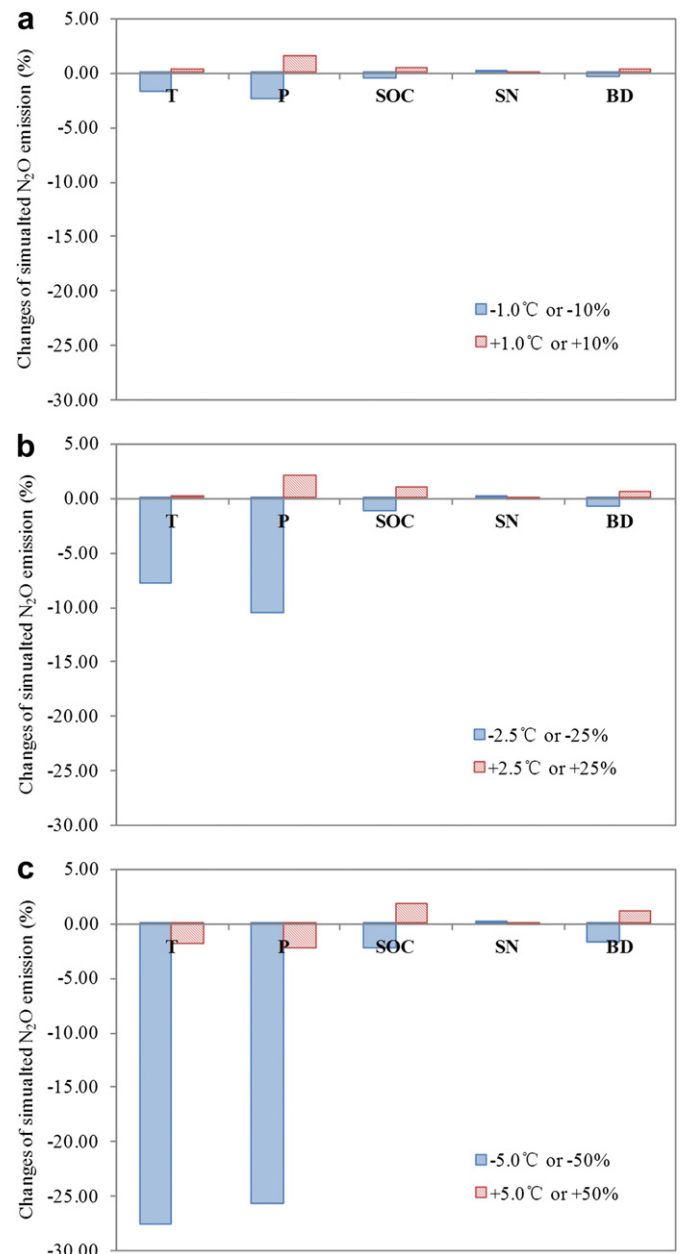 a
Changes of simualted N₂O emission (%)
5.00
0.00
-5.00
-10.00
-15.00
-20.00
-25.00
-30.00
T P SOC SN BD
-1.0℃ or -10%
+1.0℃ or +10%
b
Changes of simualted N₂O emission (%)
5.00
0.00
-5.00
-10.00
-15.00
-20.00
-25.00
-30.00
T P SOC SN BD
-2.5℃ or -25%
+2.5℃ or +25%
c
Changes of simualted N₂O emission (%)
5.00
0.00
-5.00
-10.00
-15.00
-20.00
-25.00
-30.00
T P SOC SN BD
-5.0℃ or -50%
+5.0℃ or +50%